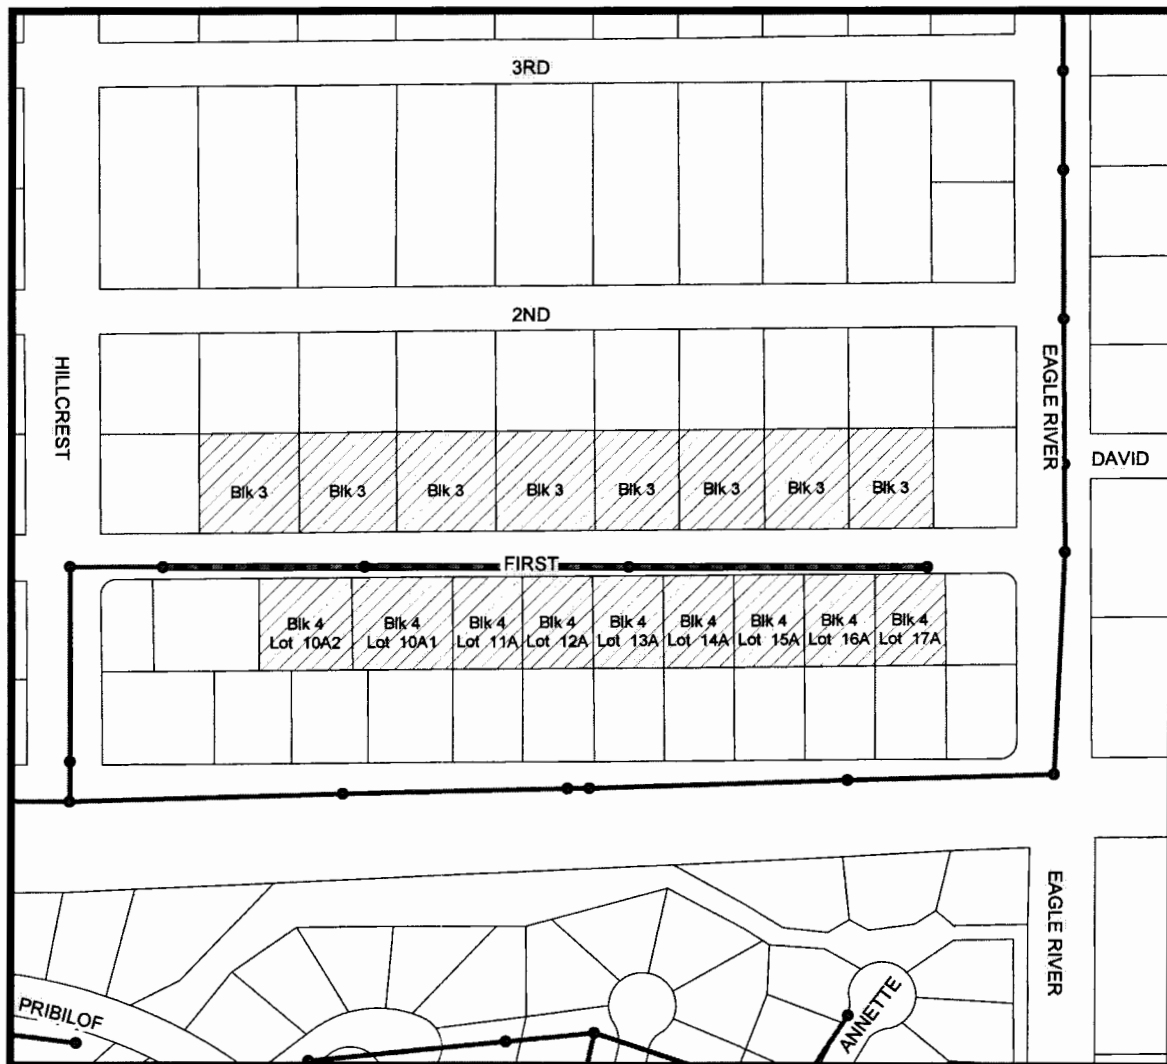 3RD
2ND
HILLCREST
EAGLE RIVER
DAVID
Blk 3
Blk 3
Blk 3
Blk 3
Blk 3
Blk 3
Blk 3
Blk 3
FIRST
Blk 4
Lot 10A2
Blk 4
Lot 10A1
Blk 4
Lot 11A
Blk 4
Lot 12A
Blk 4
Lot 13A
Blk 4
Lot 14A
Blk 4
Lot 15A
Blk 4
Lot 16A
Blk 4
Lot 17A
EAGLE RIVER
PRIBILOF
ANNETTE